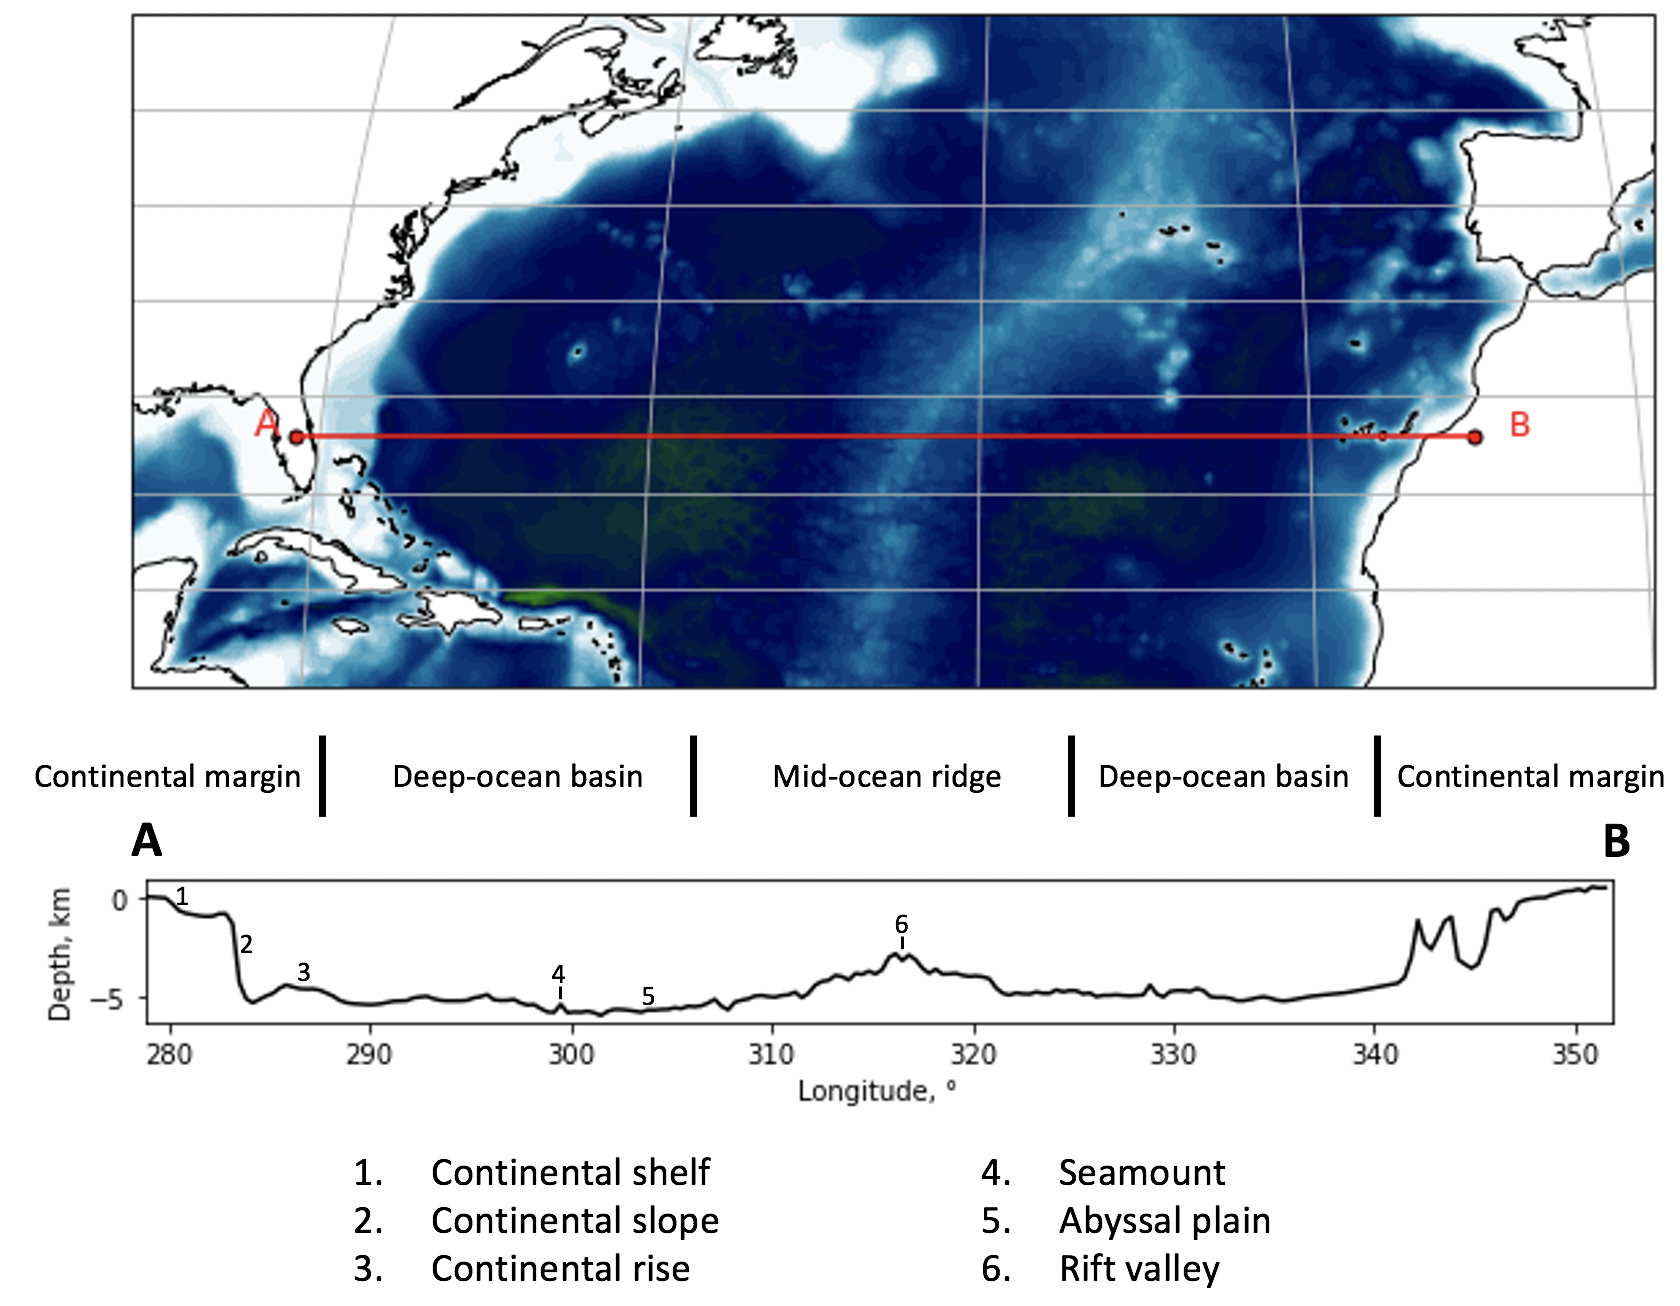 A
B
Continental margin
Deep-ocean basin
Mid-ocean ridge
Deep-ocean basin
Continental margin
A
B
Depth, km
0
−5
1
2
3
4
5
6
280
290
300
310
320
330
340
350
Longitude, °
1. Continental shelf
2. Continental slope
3. Continental rise
4. Seamount
5. Abyssal plain
6. Rift valley